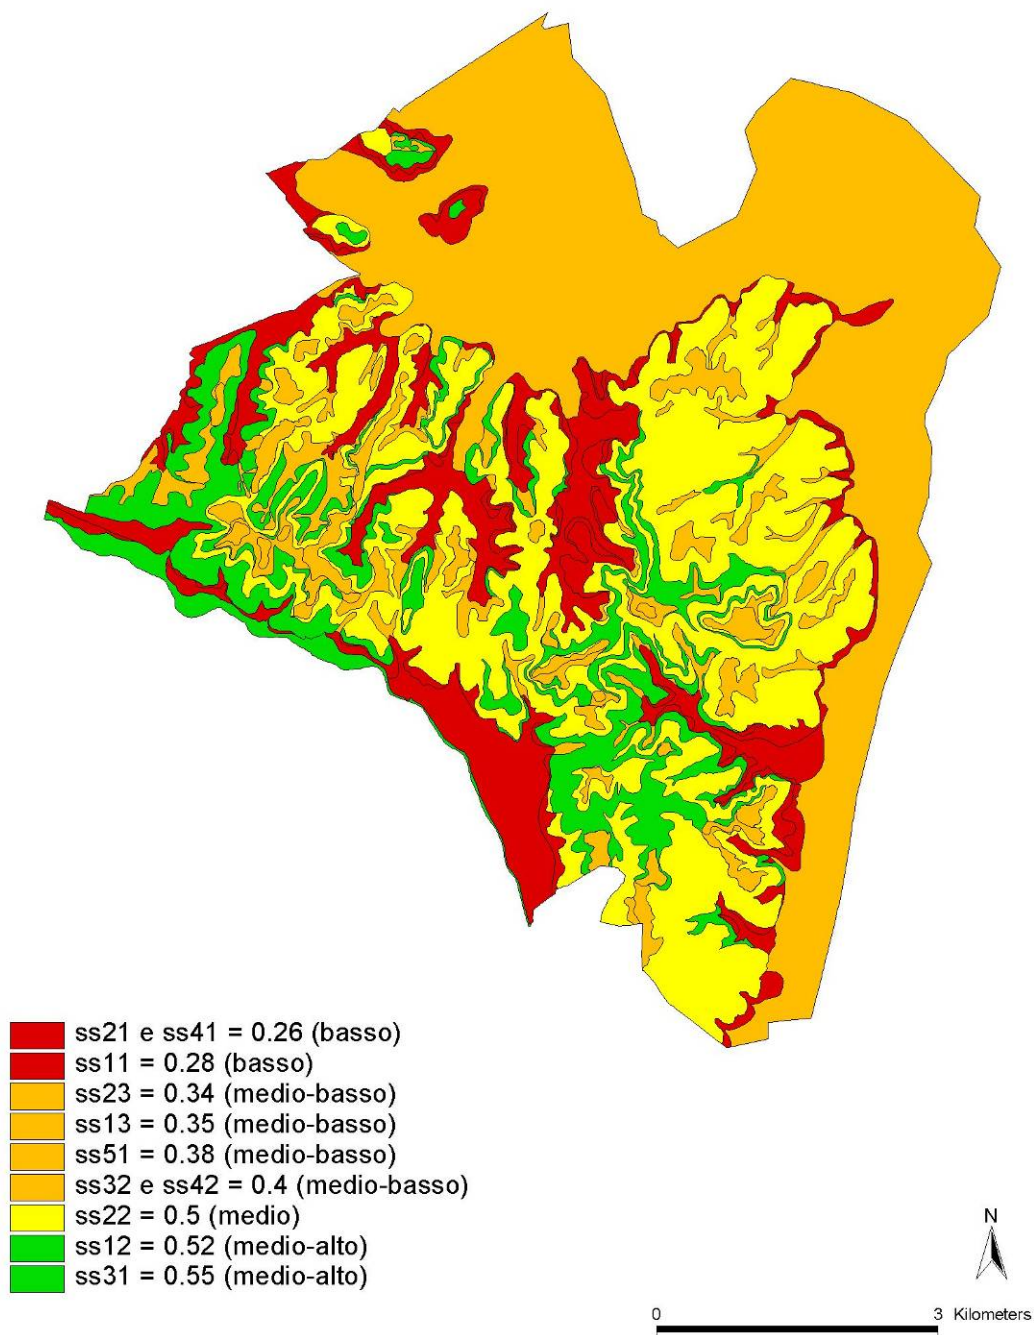 ss21 e ss41 = 0.26 (basso)
ss11 = 0.28 (basso)
ss23 = 0.34 (medio-basso)
ss13 = 0.35 (medio-basso)
ss51 = 0.38 (medio-basso)
ss32 e ss42 = 0.4 (medio-basso)
ss22 = 0.5 (medio)
ss12 = 0.52 (medio-alto)
ss31 = 0.55 (medio-alto)
N
0 3 Kilometers